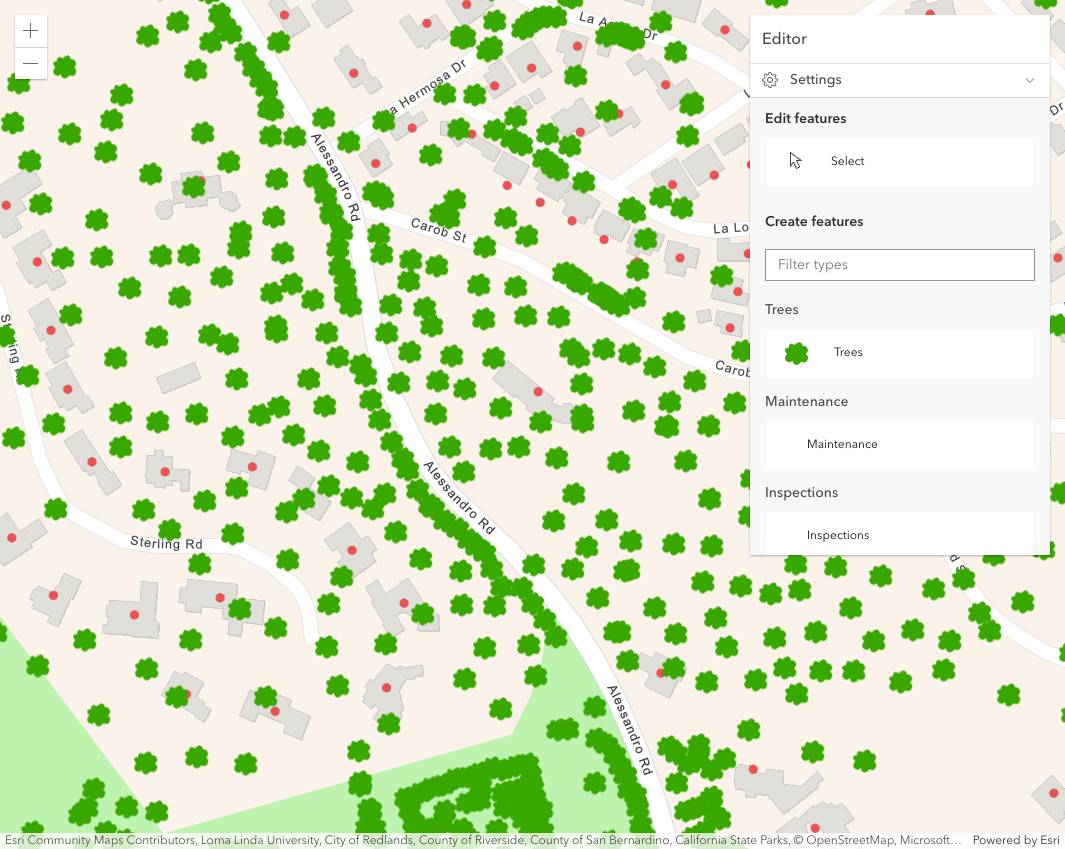 La A
Dr
Hermosa Dr
Alessandro Rd
Carob St
La Lo
Dr
Carob
Alessandro Rd
Sterling Rd
Alessandro Rd
Editor
Settings
Edit features
Select
Create features
Filter types
Trees
Trees
Maintenance
Maintenance
Inspections
Inspections
Esri Community Maps Contributors, Loma Linda University, City of Redlands, County of Riverside, County of San Bernardino, California State Parks, © OpenStreetMap, Microsoft…
Powered by Esri